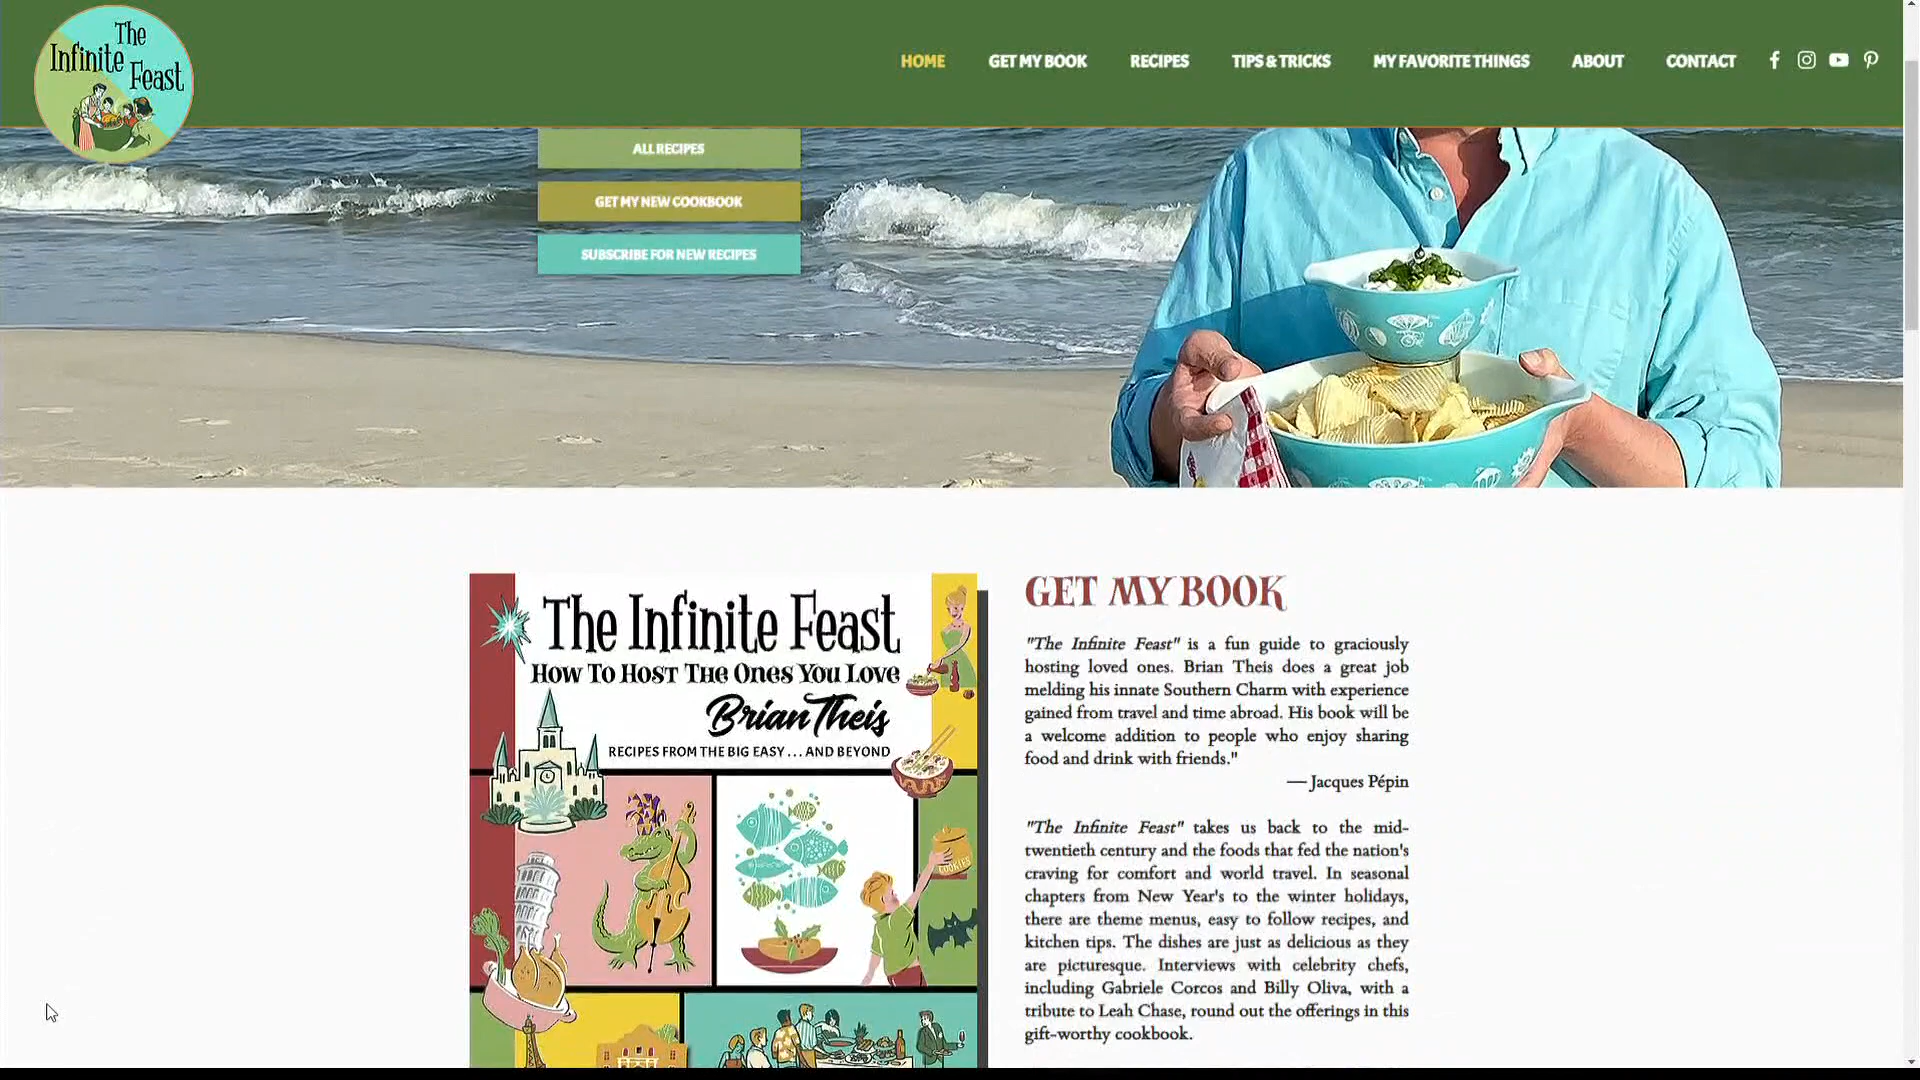 The
Infinite
Feast
HOME GET MY BOOK RECIPES TIPS & TRICKS MY FAVORITE THINGS ABOUT CONTACT
ALL RECIPES
GET MY NEW COOKBOOK
SUBSCRIBE FOR NEW RECIPES
The Infinite Feast
How To Host The Ones You Love
Brian Theis
RECIPES FROM THE BIG EASY . . . AND BEYOND
COOKIES
GET MY BOOK
"The Infinite Feast" is a fun guide to graciously
hosting loved ones. Brian Theis does a great job
melding his innate Southern Charm with experience
gained from travel and time abroad. His book will be
a welcome addition to people who enjoy sharing
food and drink with friends."
— Jacques Pépin
"The Infinite Feast" takes us back to the mid-
twentieth century and the foods that fed the nation's
craving for comfort and world travel. In seasonal
chapters from New Year's to the winter holidays,
there are theme menus, easy to follow recipes, and
kitchen tips. The dishes are just as delicious as they
are picturesque. Interviews with celebrity chefs,
including Gabriele Corcos and Billy Oliva, with a
tribute to Leah Chase, round out the offerings in this
gift-worthy cookbook.